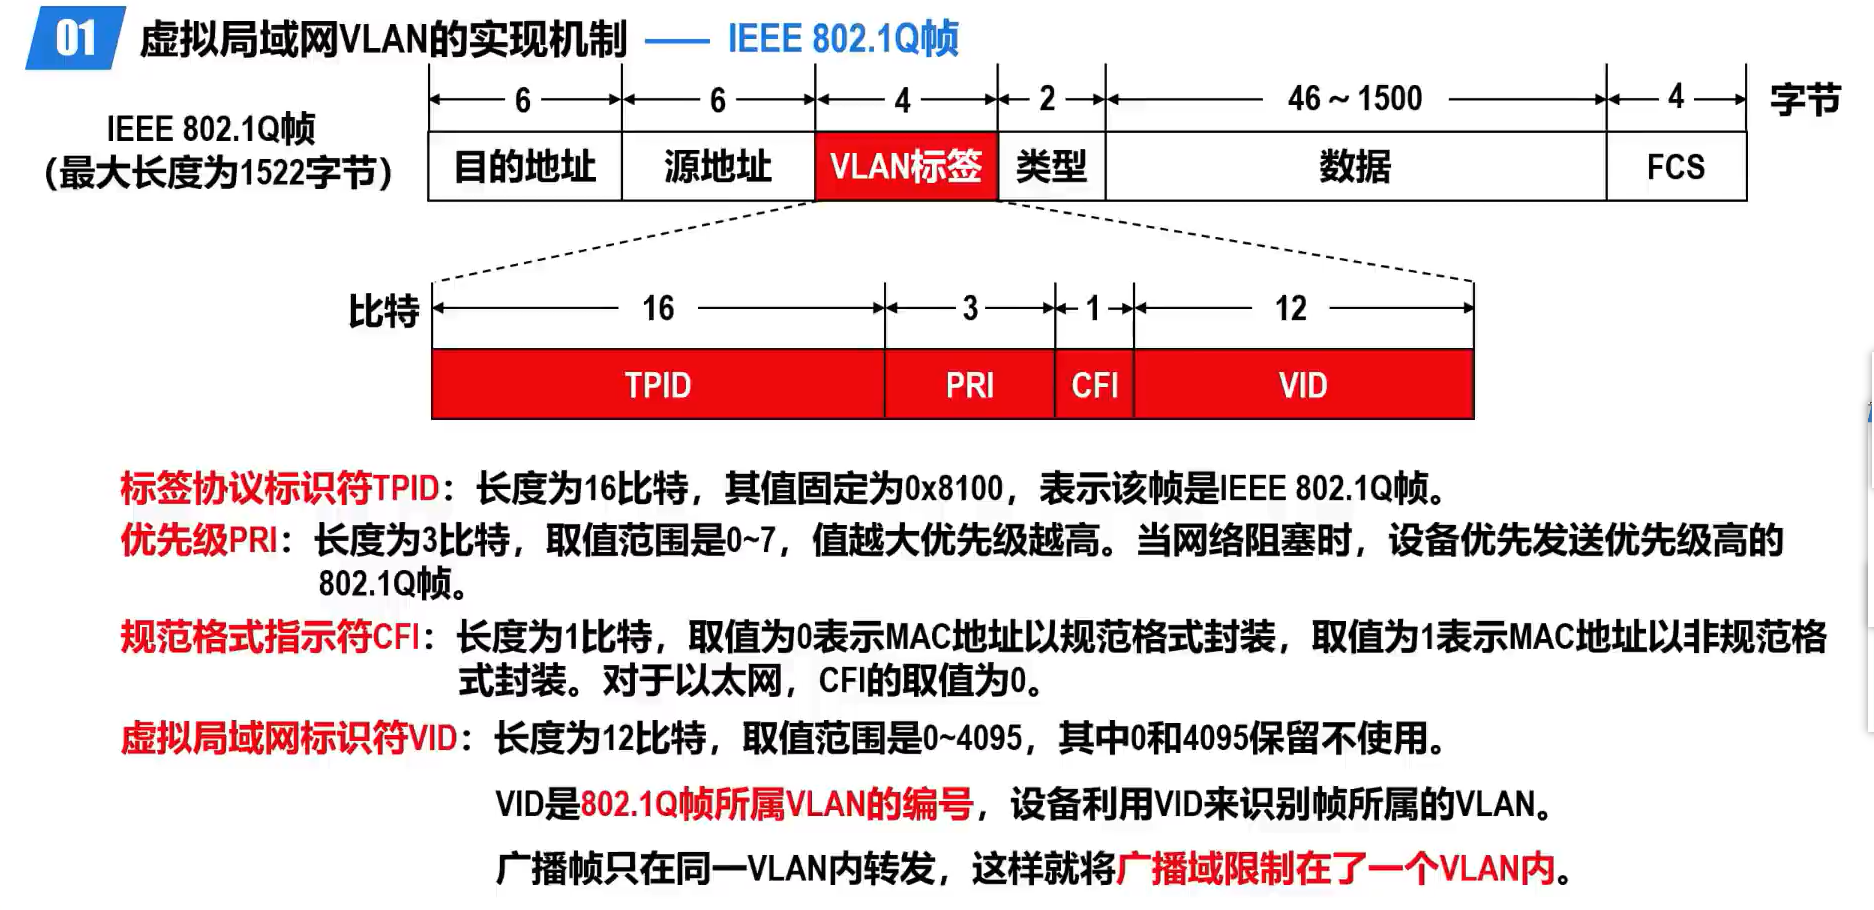 01 虚拟局域网VLAN的实现机制 —— IEEE 802.1Q帧
6 6 4 2 46～1500 4 字节
IEEE 802.1Q帧
（最大长度为1522字节）
目的地址 源地址 VLAN标签 类型 数据 FCS
比特 16 3 1 12
TPID PRI CFI VID
标签协议标识符TPID：长度为16比特，其值固定为0x8100，表示该帧是IEEE 802.1Q帧。
优先级PRI：长度为3比特，取值范围是0~7，值越大优先级越高。当网络阻塞时，设备优先发送优先级高的
802.1Q帧。
规范格式指示符CFI：长度为1比特，取值为0表示MAC地址以规范格式封装，取值为1表示MAC地址以非规范格
式封装。对于以太网，CFI的取值为0。
虚拟局域网标识符VID：长度为12比特，取值范围是0~4095，其中0和4095保留不使用。
VID是802.1Q帧所属VLAN的编号，设备利用VID来识别帧所属的VLAN。
广播帧只在同一VLAN内转发，这样就将广播域限制在了一个VLAN内。